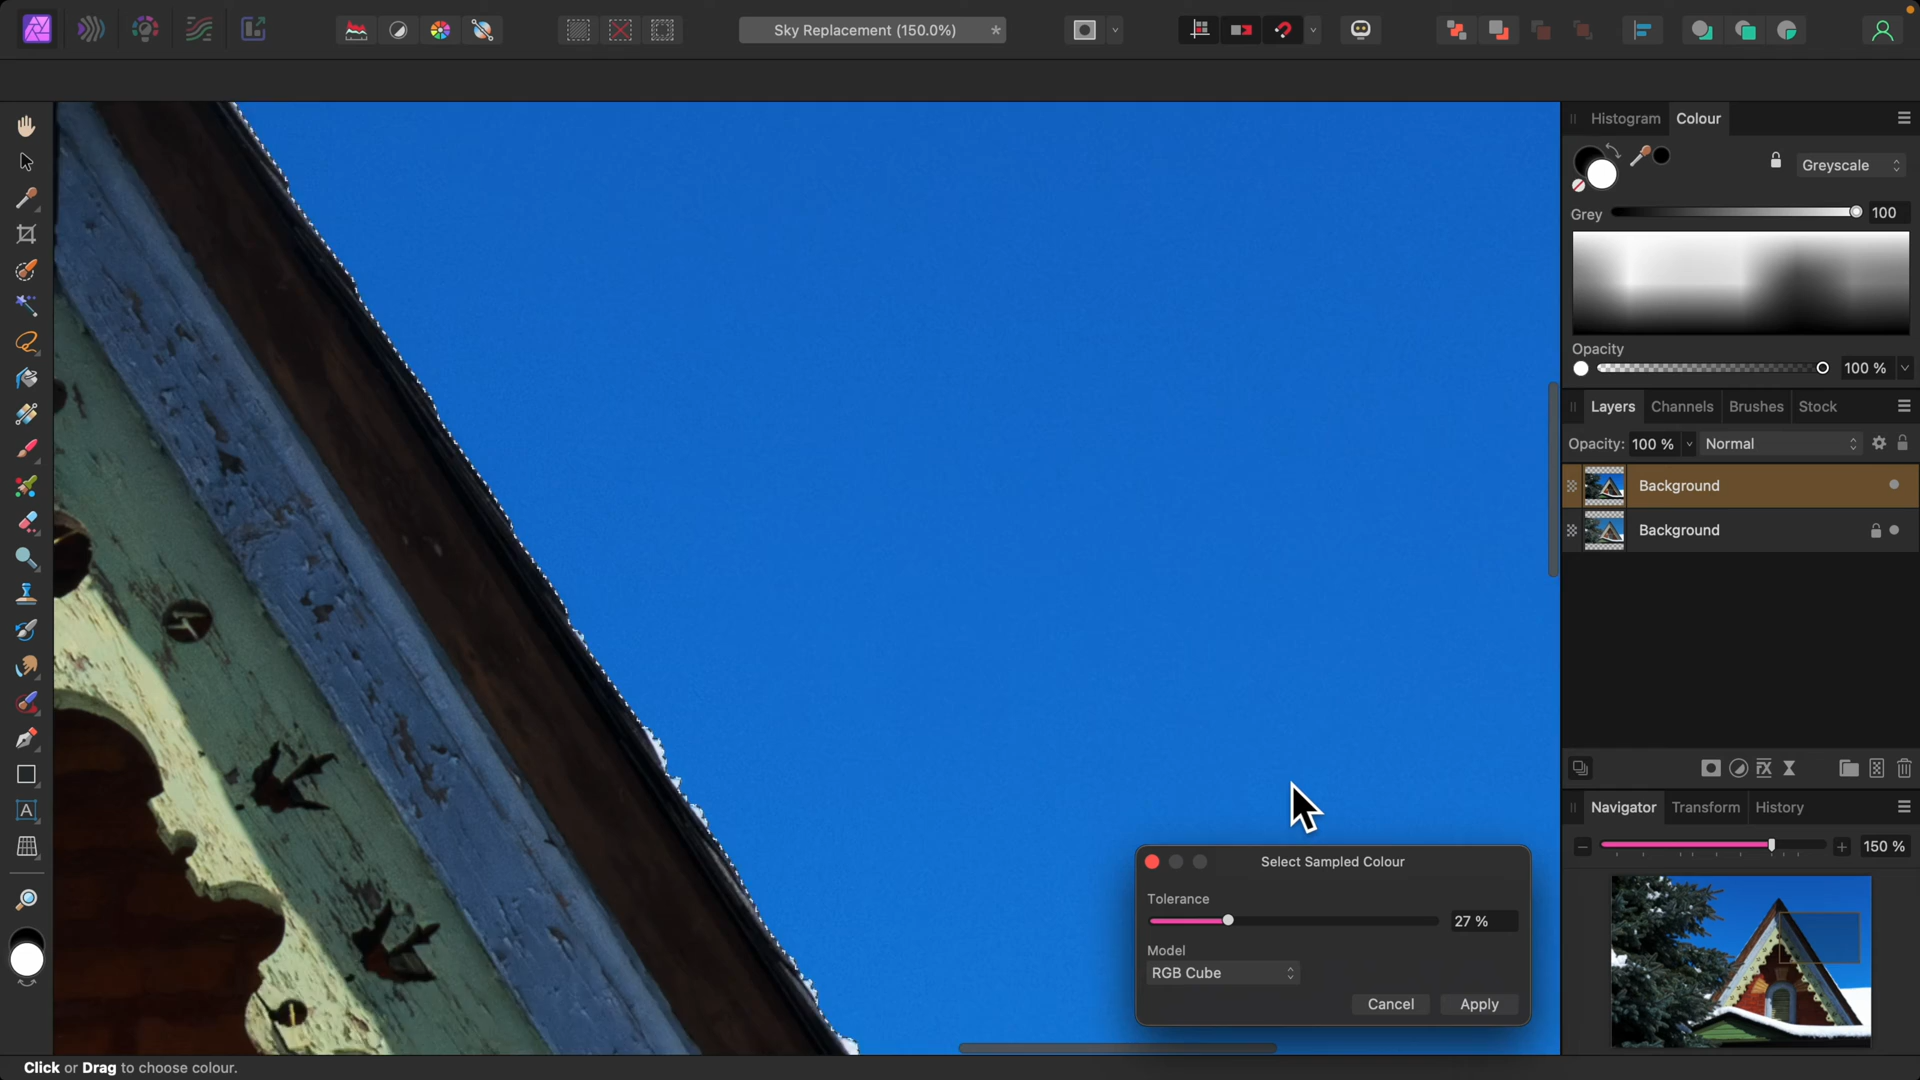 Sky Replacement (150.0%)
*
Histogram
Colour
Greyscale
Grey
100
Opacity
100 %
Layers
Channels
Brushes
Stock
Opacity: 100 %
Normal
Background
Background
Navigator
Transform
History
150 %
Select Sampled Colour
Tolerance
27 %
Model
RGB Cube
Cancel
Apply
Click or Drag to choose colour.